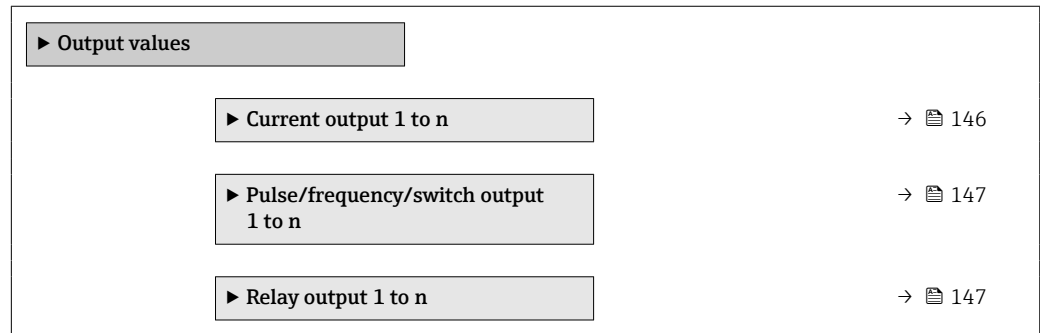 ▶ Output values
▶ Current output 1 to n → 146
▶ Pulse/frequency/switch output
1 to n → 147
▶ Relay output 1 to n → 147